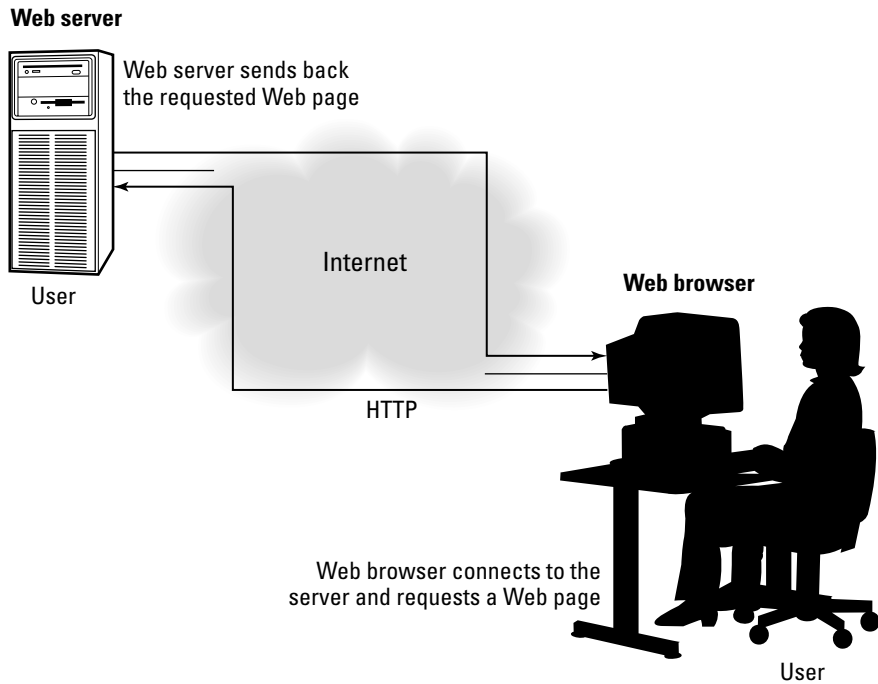 Web server
Web server sends back
the requested Web page
User
Internet
Web browser
HTTP
Web browser connects to the
server and requests a Web page
User